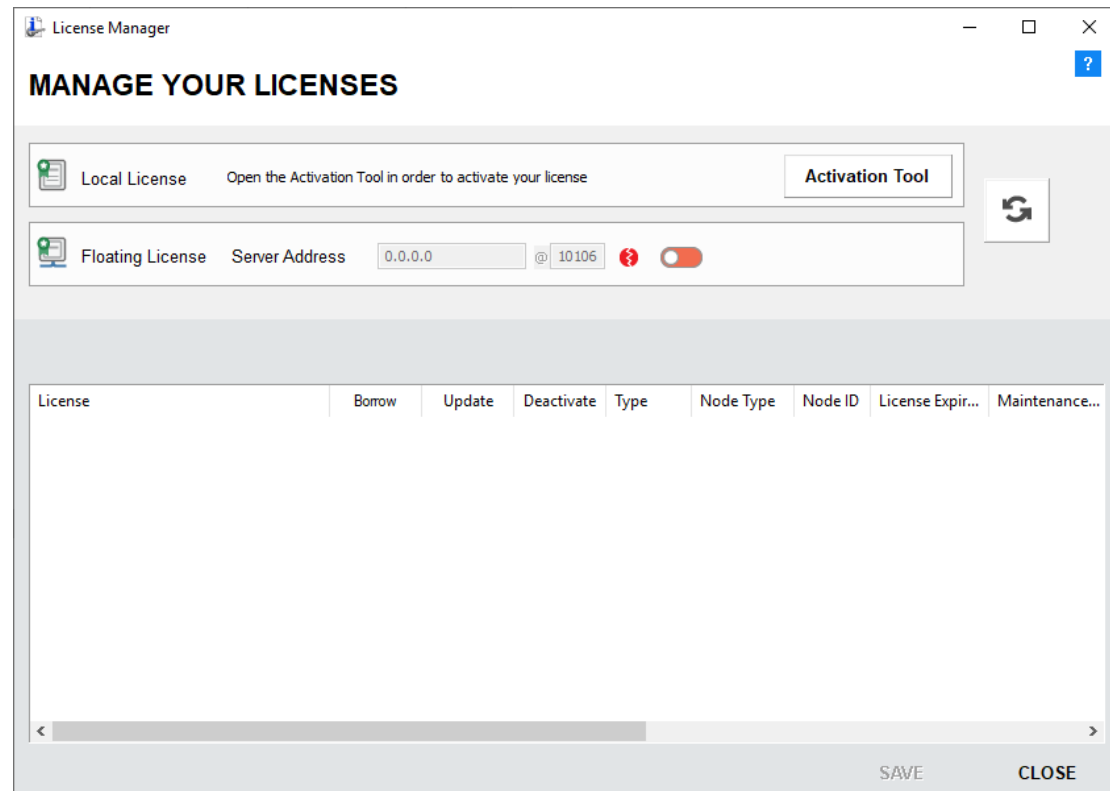 License Manager
?
MANAGE YOUR LICENSES
Local License Open the Activation Tool in order to activate your license Activation Tool
Floating License Server Address 0.0.0.0 @ 10106
License Borrow Update Deactivate Type Node Type Node ID License Expir... Maintenance...
SAVE CLOSE